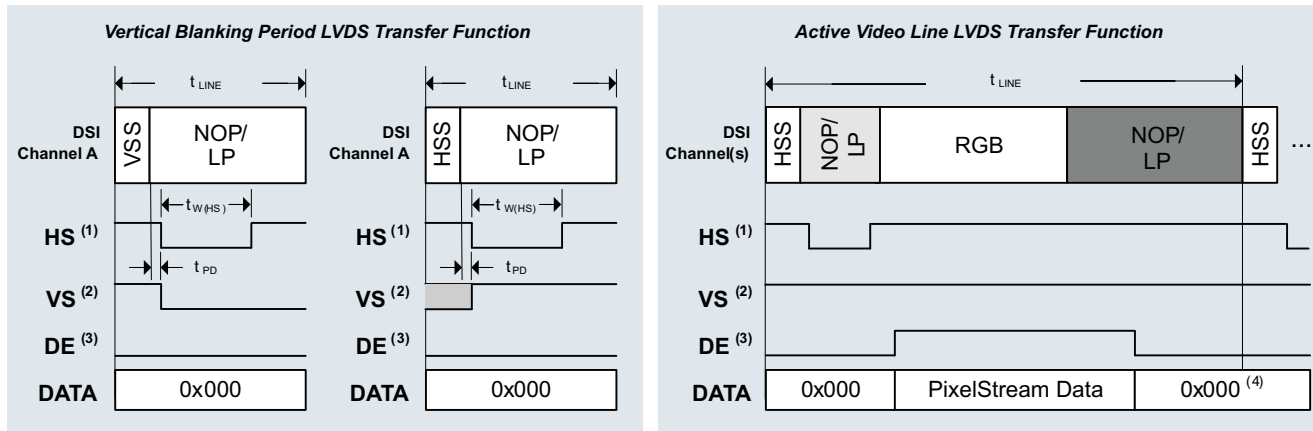 Vertical Blanking Period LVDS Transfer Function
t LINE
t LINE
DSI Channel A
VSS
NOP/ LP
DSI Channel A
HSS
NOP/ LP
t W(HS)
t W(HS)
HS (1)
HS (1)
t PD
t PD
VS (2)
VS (2)
DE (3)
DE (3)
DATA
0x000
DATA
0x000
Active Video Line LVDS Transfer Function
t LINE
DSI Channel(s)
HSS
NOP/ LP
RGB
NOP/ LP
HSS
...
HS (1)
VS (2)
DE (3)
DATA
0x000
PixelStream Data
0x000 (4)